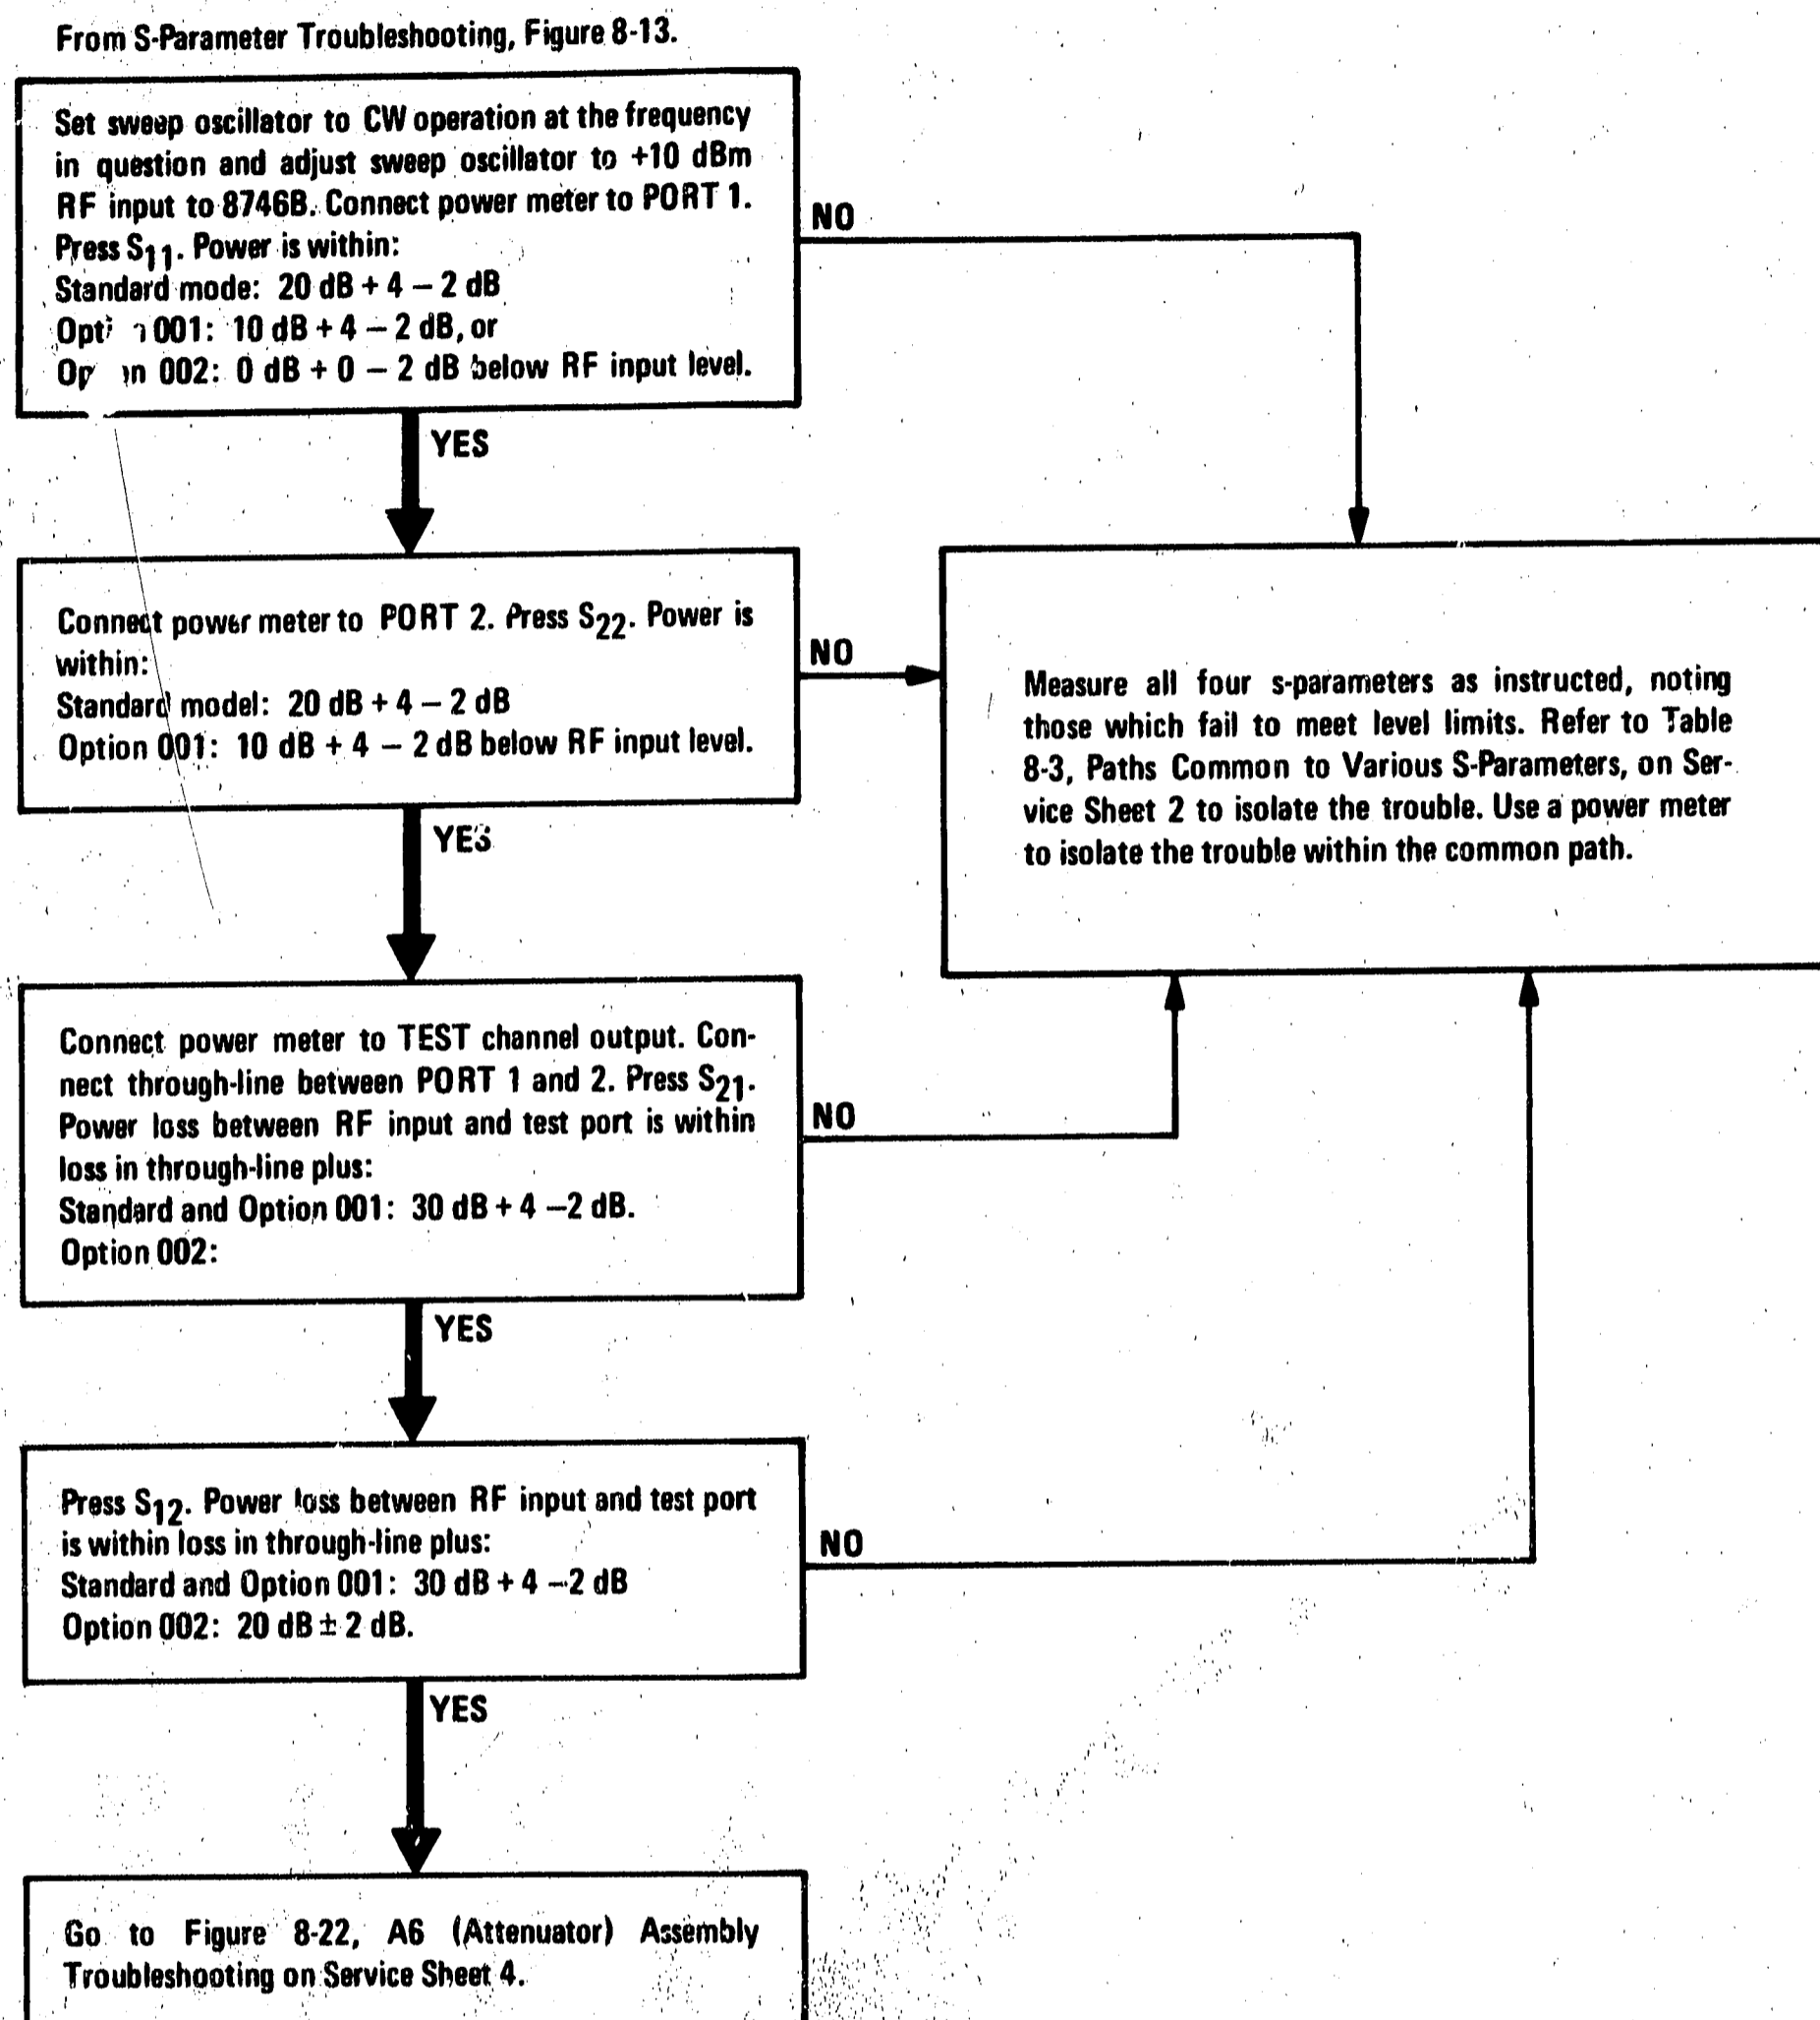 From S-Parameter Troubleshooting, Figure 8-13.
Set sweep oscillator to CW operation at the frequency
in question and adjust sweep oscillator to +10 dBm
RF input to 8746B. Connect power meter to PORT 1.
Press S11. Power is within:
Standard mode: 20 dB + 4 – 2 dB
001: 10 dB + 4 – 2 dB, or
002: 0 dB + 0 – 2 dB below RF input level.
NO
YES
Connect power meter to PORT 2. Press S22. Power is
within:
Standard model: 20 dB + 4 – 2 dB
Option 001: 10 dB + 4 – 2 dB below RF input level.
NO
Measure all four s-parameters as instructed, noting
those which fail to meet level limits. Refer to Table
8-3, Paths Common to Various S-Parameters, on Ser-
vice Sheet 2 to isolate the trouble. Use a power meter
to isolate the trouble within the common path.
YES
Connect power meter to TEST channel output. Con-
nect through-line between PORT 1 and 2. Press S21.
Power loss between RF input and test port is within
loss in through-line plus:
Standard and Option 001: 30 dB + 4 –2 dB.
Option 002:
NO
YES
Press S12. Power loss between RF input and test port
is within loss in through-line plus:
Standard and Option 001: 30 dB + 4 –2 dB
Option 002: 20 dB ± 2 dB.
NO
YES
Go to Figure 8-22, A6 (Attenuator) Assembly
Troubleshooting on Service Sheet 4.